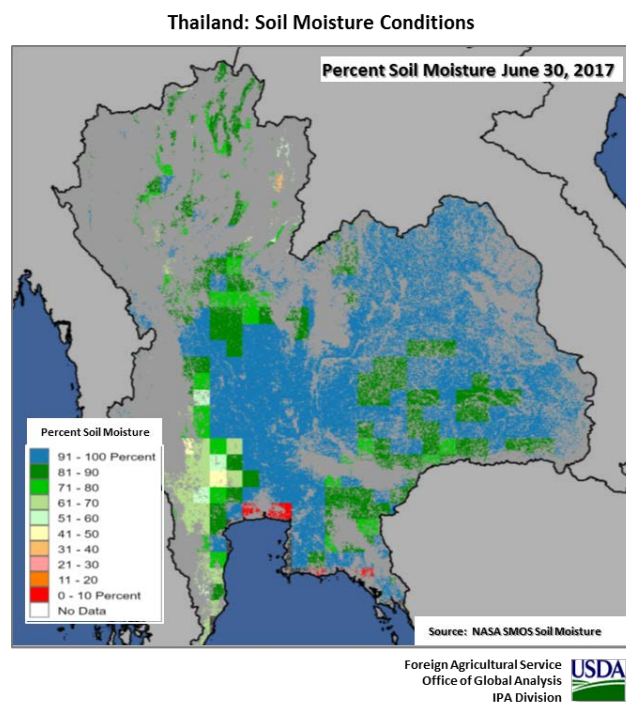 Thailand: Soil Moisture Conditions
Percent Soil Moisture June 30, 2017
Percent Soil Moisture
91 - 100 Percent
81 - 90
71 - 80
61 - 70
51 - 60
41 - 50
31 - 40
21 - 30
11 - 20
0 - 10 Percent
No Data
Source: NASA SMOS Soil Moisture
Foreign Agricultural Service
Office of Global Analysis
IPA Division
USDA